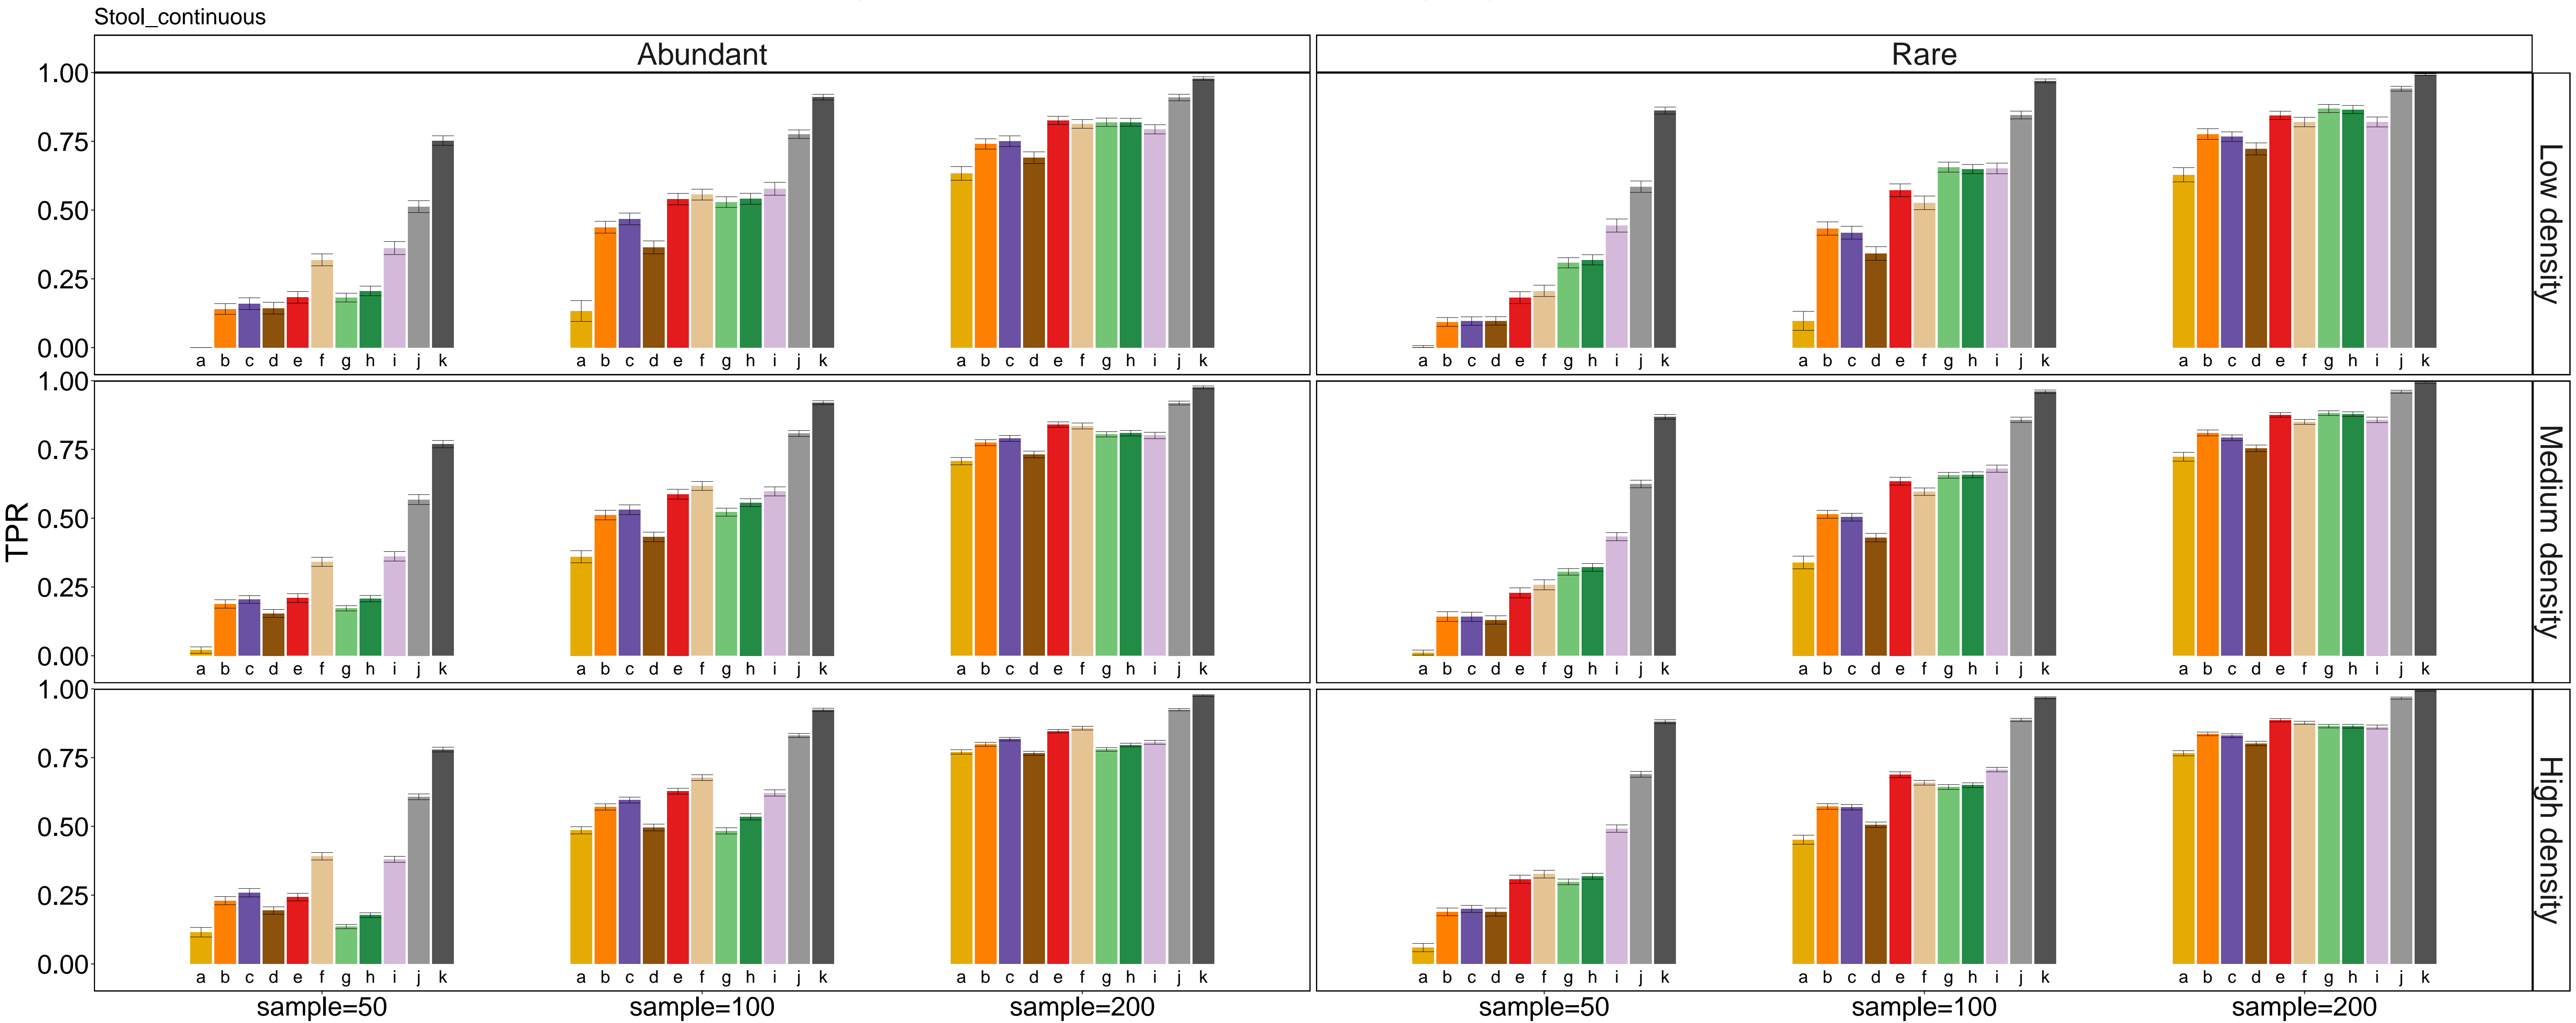 Stool_continuous
Abundant Rare
1.00
0.75
0.50
0.25
0.00
Low density
a b c d e f g h i j k a b c d e f g h i j k a b c d e f g h i j k
a b c d e f g h i j k a b c d e f g h i j k a b c d e f g h i j k
TPR
1.00
0.75
0.50
0.25
0.00
Medium density
a b c d e f g h i j k a b c d e f g h i j k a b c d e f g h i j k
a b c d e f g h i j k a b c d e f g h i j k a b c d e f g h i j k
1.00
0.75
0.50
0.25
0.00
High density
a b c d e f g h i j k a b c d e f g h i j k a b c d e f g h i j k
a b c d e f g h i j k a b c d e f g h i j k a b c d e f g h i j k
sample=50 sample=100 sample=200
sample=50 sample=100 sample=200